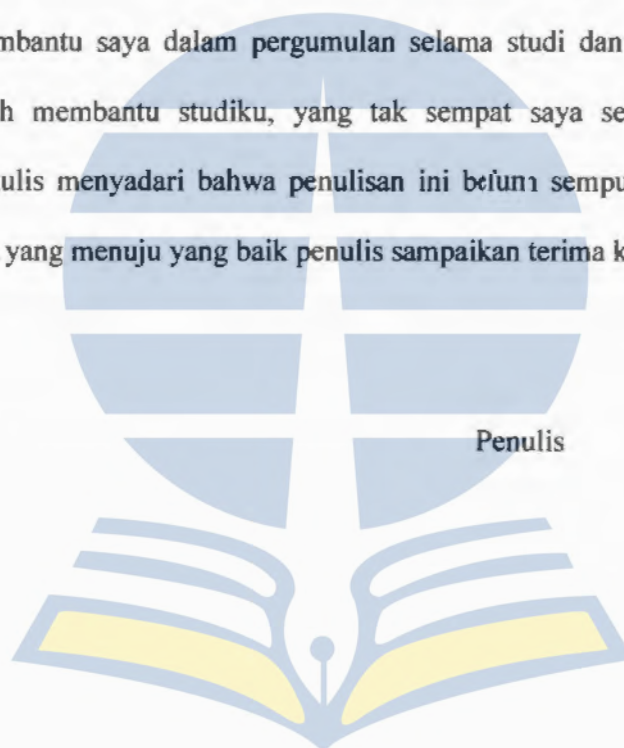 mbantu saya dalam pergumulan selama studi dan
h membantu studiku, yang tak sempat saya se
ulis menyadari bahwa penulisan ini belum sempu
yang menuju yang baik penulis sampaikan terima k
Penulis